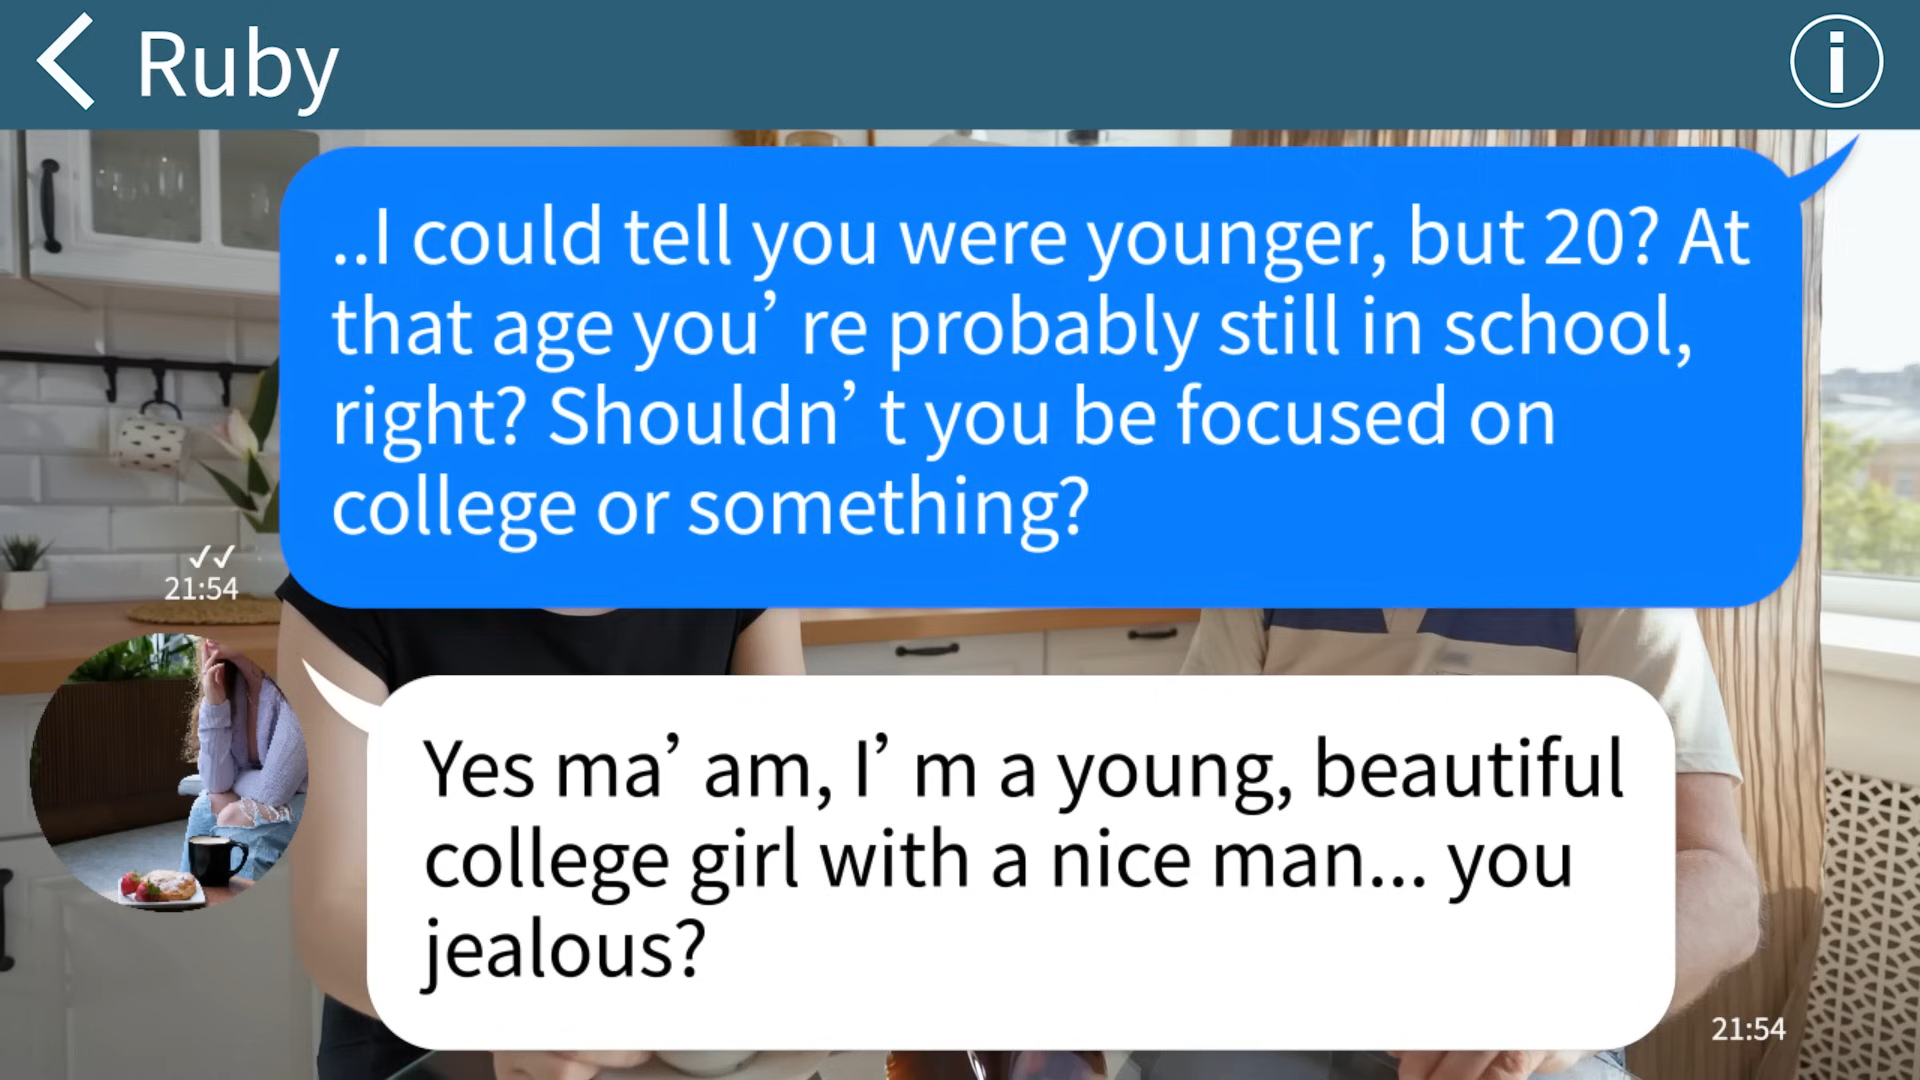 Ruby
..I could tell you were younger, but 20? At
that age you’ re probably still in school,
right? Shouldn’ t you be focused on
college or something?
✓✓
21:54
Yes ma’ am, I’ m a young, beautiful
college girl with a nice man... you
jealous?
21:54